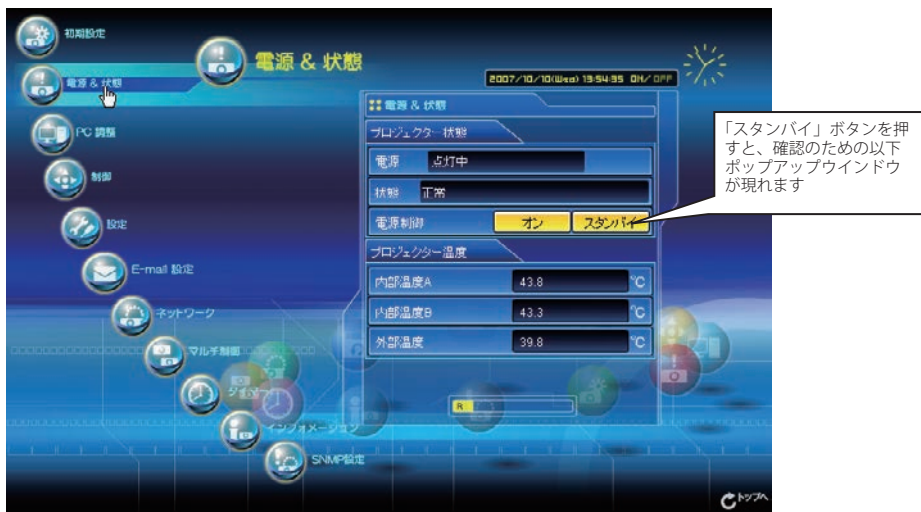 初期設定
電源 & 状態
電源 & 状態
2007/10/10(Wed) 19:54:35 ON/OFF
電源 & 状態
PC 調整
プロジェクター状態
「スタンバイ」ボタンを押
すと、確認のための以下
ポップアップウインドウ
が現れます
電源 点灯中
制御
状態 正常
設定
電源制御 オン スタンバイ
プロジェクター温度
E-mail 設定
内部温度A 43.8 ℃
ネットワーク
内部温度B 43.3 ℃
マルチ制御
外部温度 39.8 ℃
タイマー
R
インフォメーション
SNMP設定
トップへ